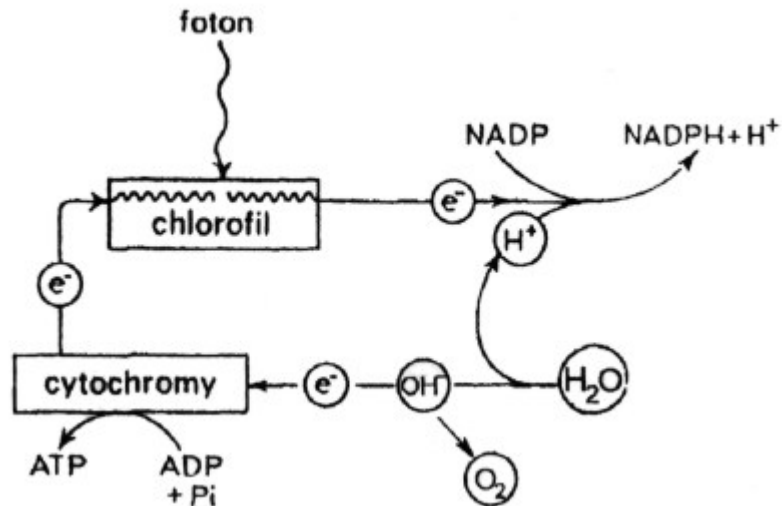 foton
NADP NADPH + H⁺
chlorofil e⁻
H⁺
e⁻
cytochromy e⁻ OH⁻ H₂O
ATP ADP
+ Pi
O₂